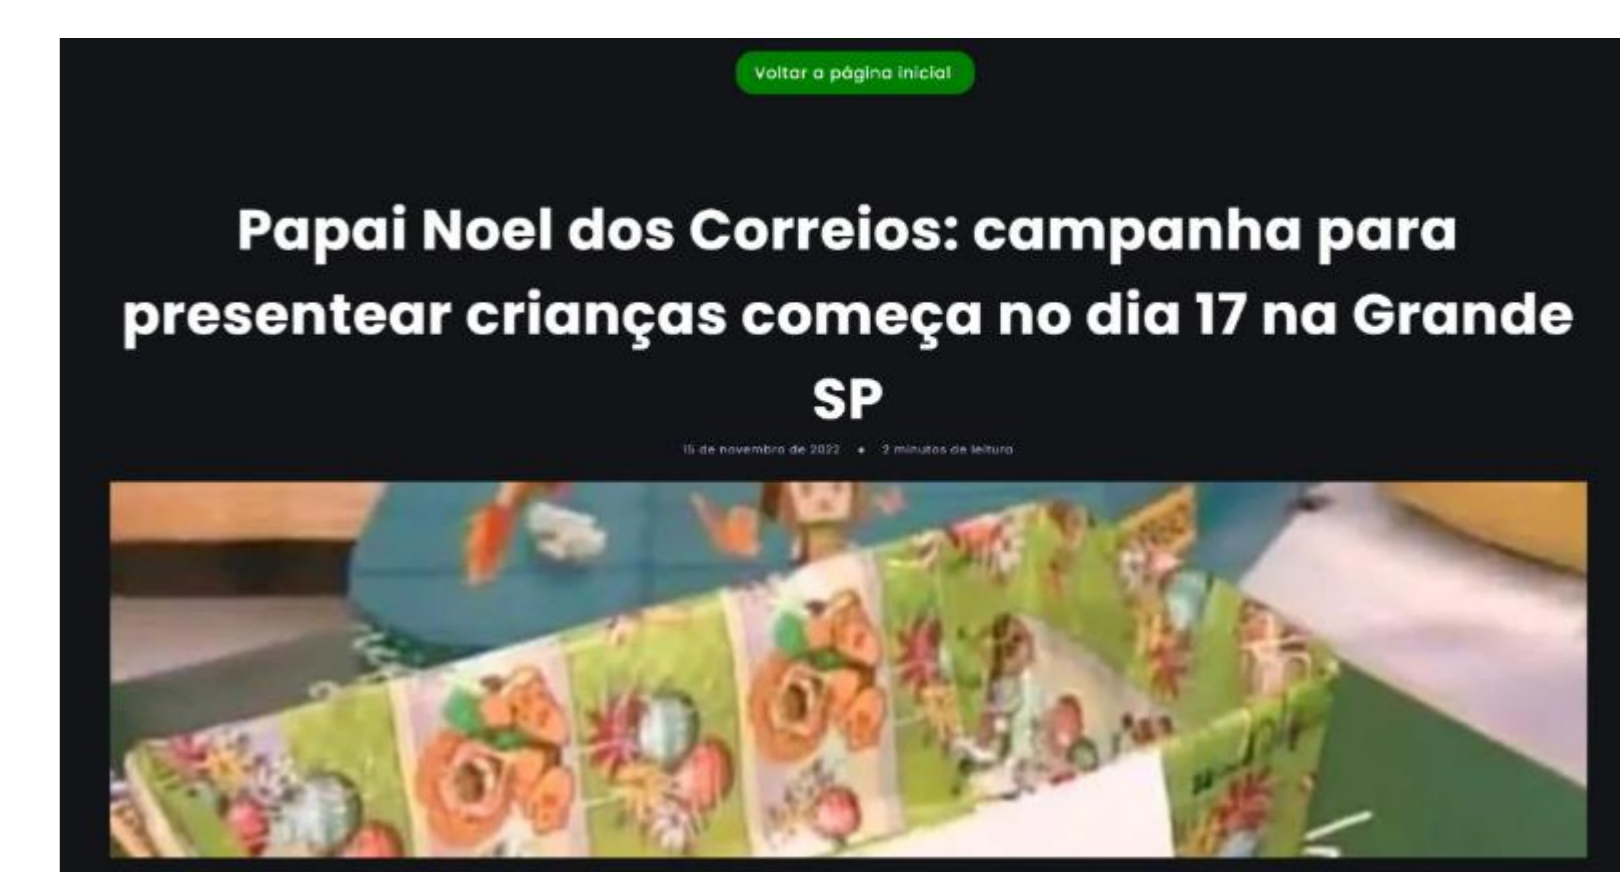 Voltar a página inicial
Papai Noel dos Correios: campanha para
presentear crianças começa no dia 17 na Grande
SP
15 de novembro de 2022 • 2 minutos de leitura